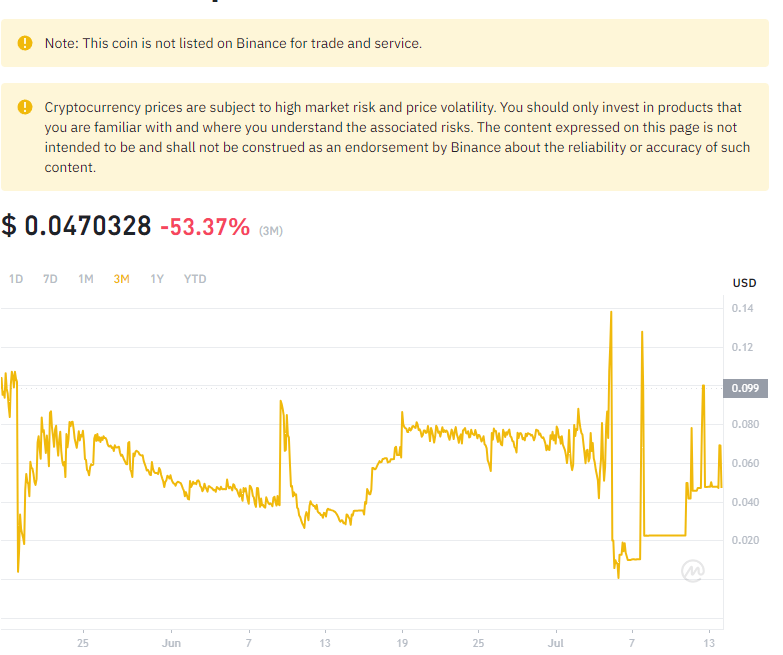 Note: This coin is not listed on Binance for trade and service.
Cryptocurrency prices are subject to high market risk and price volatility. You should only invest in products that
you are familiar with and where you understand the associated risks. The content expressed on this page is not
intended to be and shall not be construed as an endorsement by Binance about the reliability or accuracy of such
content.
$ 0.0470328 -53.37% (3M)
1D 7D 1M 3M 1Y YTD
USD
0.14
0.12
0.099
0.080
0.060
0.040
0.020
25 Jun 7 13 19 25 Jul 7 13